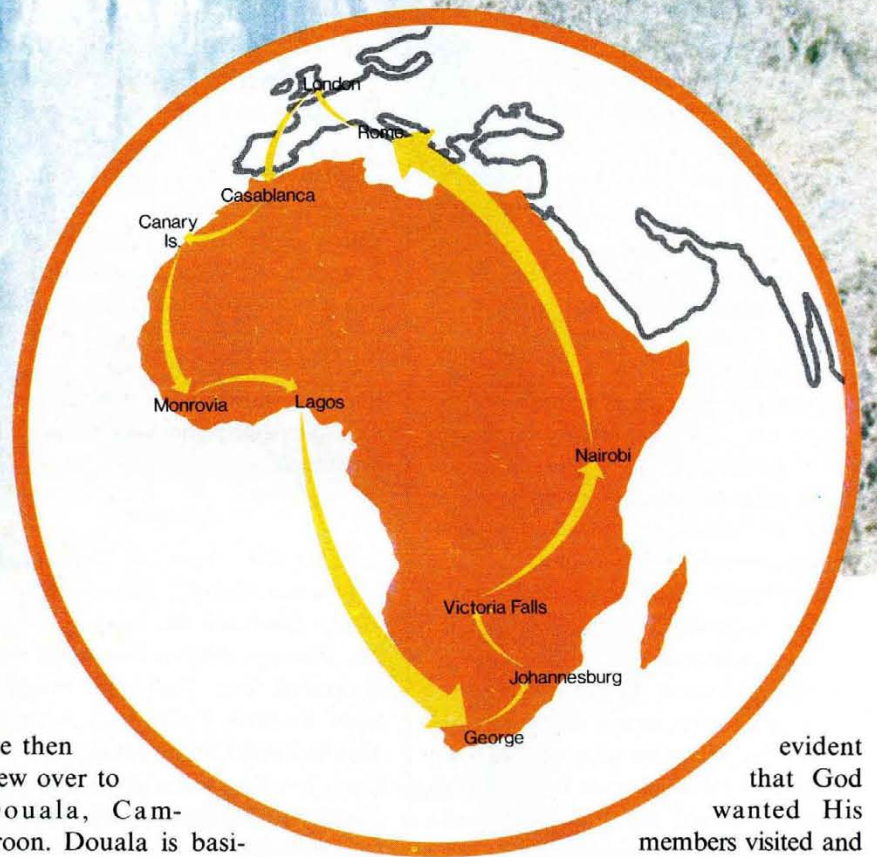 London
Rome
Casablanca
Canary
Is.
Monrovia
Lagos
Nairobi
Victoria Falls
Johannesburg
George
e then
ew over to
ouala, Cam-
roon. Douala is basi-
evident
that God
wanted His
members visited and